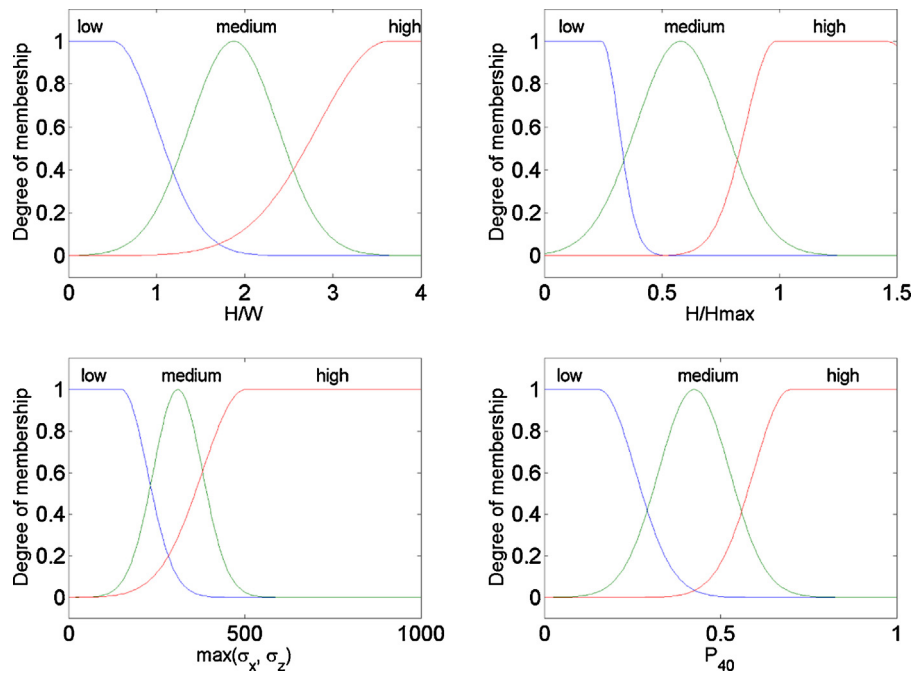 low medium high
Degree of membership
1
0.8
0.6
0.4
0.2
0
0 1 2 3 4
H/W
low medium high
Degree of membership
1
0.8
0.6
0.4
0.2
0
0 0.5 1 1.5
H/Hmax
low medium high
Degree of membership
1
0.8
0.6
0.4
0.2
0
0 500 1000
max(σ_x, σ_z)
low medium high
Degree of membership
1
0.8
0.6
0.4
0.2
0
0 0.5 1
P_40